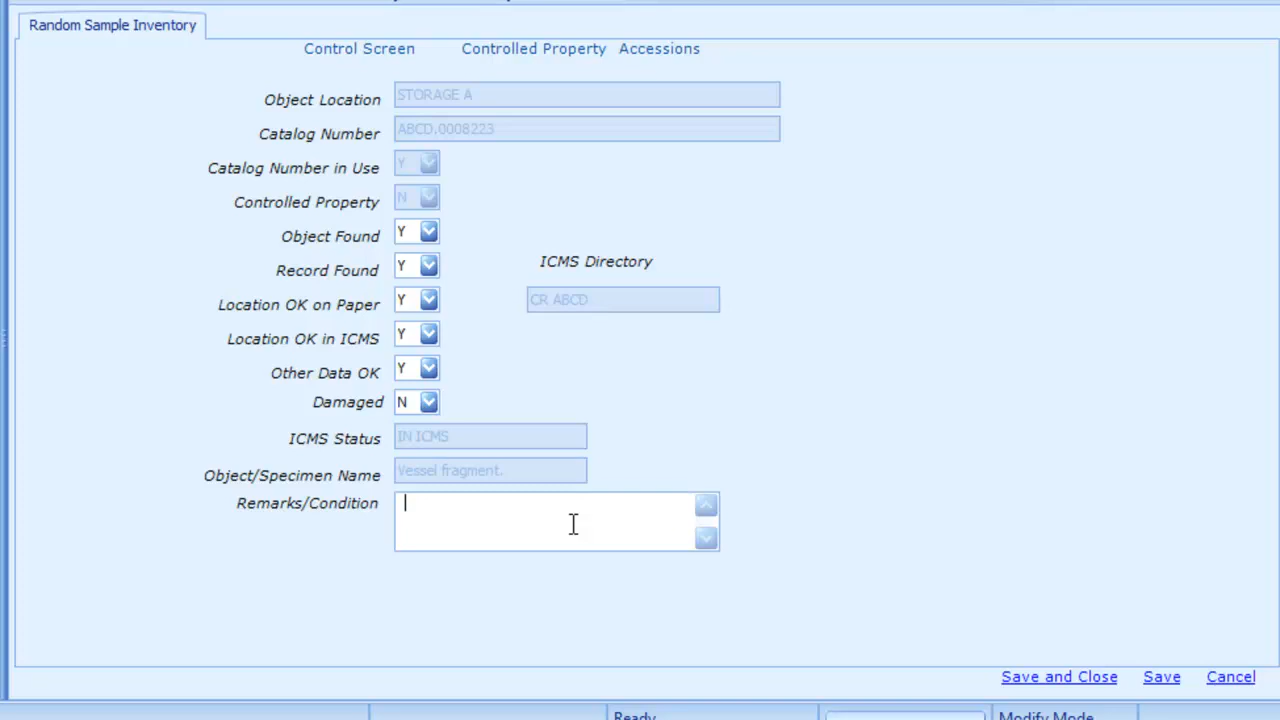 Random Sample Inventory
Control Screen Controlled Property Accessions
Object Location STORAGE A
Catalog Number ABCD.0008223
Catalog Number in Use Y
Controlled Property N
Object Found Y
Record Found Y ICMS Directory
Location OK on Paper Y CR ABCD
Location OK in ICMS Y
Other Data OK Y
Damaged N
ICMS Status IN ICMS
Object/Specimen Name Vessel fragment.
Remarks/Condition
Save and Close Save Cancel
Ready Modify Mode